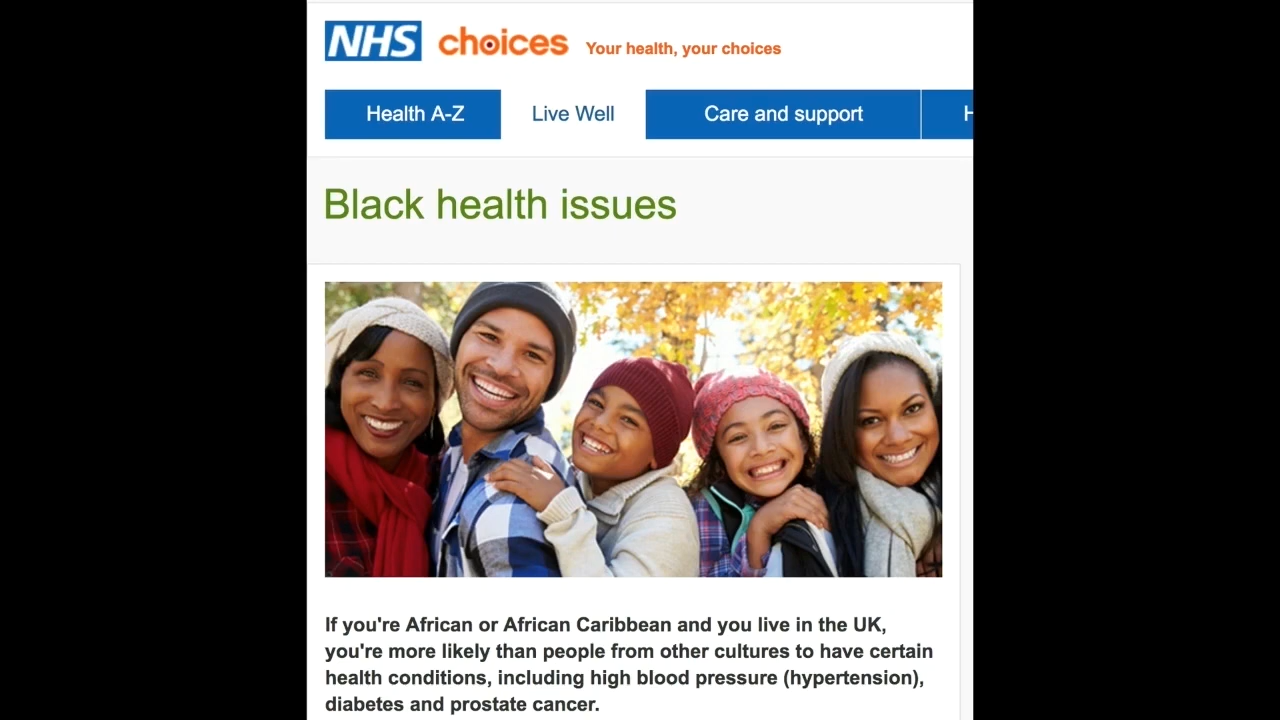 NHS choices Your health, your choices
Health A-Z Live Well Care and support H
Black health issues
If you're African or African Caribbean and you live in the UK,
you're more likely than people from other cultures to have certain
health conditions, including high blood pressure (hypertension),
diabetes and prostate cancer.